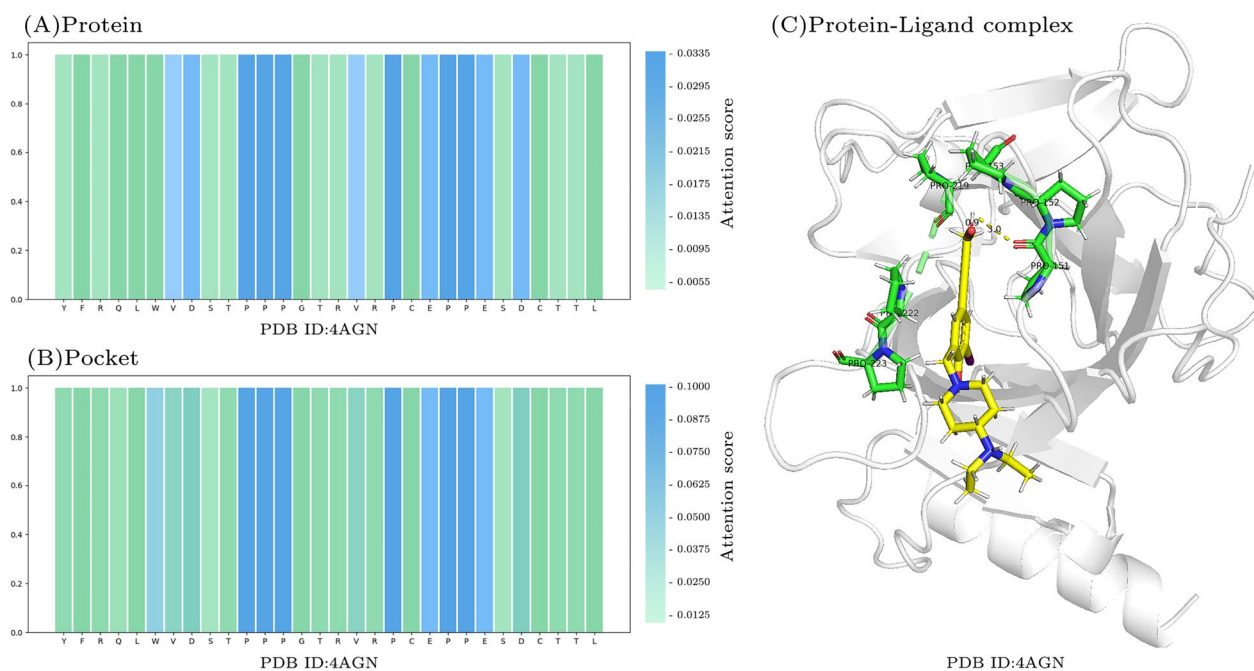 (A)Protein
1.0
0.8
0.6
0.4
0.2
0.0
Y F R Q L W V D S T P P P G T R V R P C E P P E S D C T T L
PDB ID:4AGN
0.0335
0.0295
0.0255
0.0215
0.0175
0.0135
0.0095
0.0055
Attention score
(B)Pocket
1.0
0.8
0.6
0.4
0.2
0.0
Y F R Q L W V D S T P P P G T R V R P C E P P E S D C T T L
PDB ID:4AGN
0.1000
0.0875
0.0750
0.0625
0.0500
0.0375
0.0250
0.0125
Attention score
(C)Protein-Ligand complex
PRO-219
PRO-152
0.9
3.0
PRO-151
PRO-223
PDB ID:4AGN